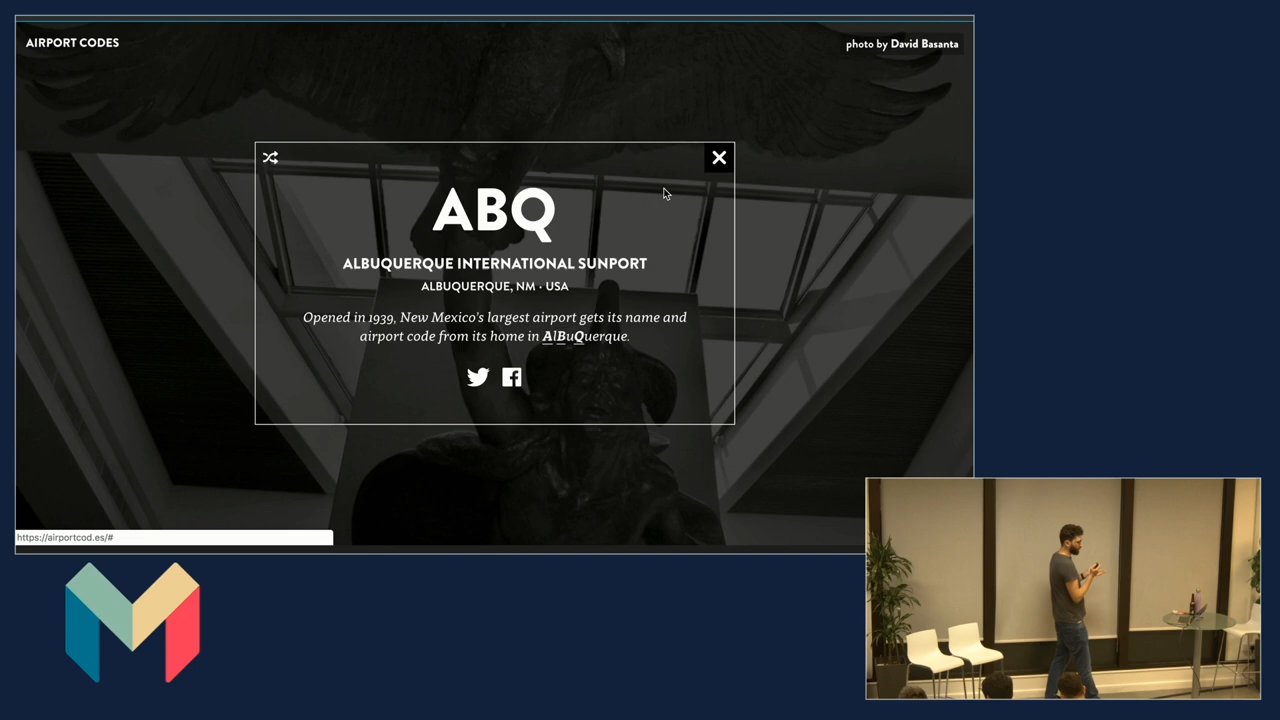 AIRPORT CODES
photo by David Basanta
ABQ
ALBUQUERQUE INTERNATIONAL SUNPORT
ALBUQUERQUE, NM · USA
Opened in 1939, New Mexico's largest airport gets its name and
airport code from its home in AlBuQuerque.
https://airportcod.es/#